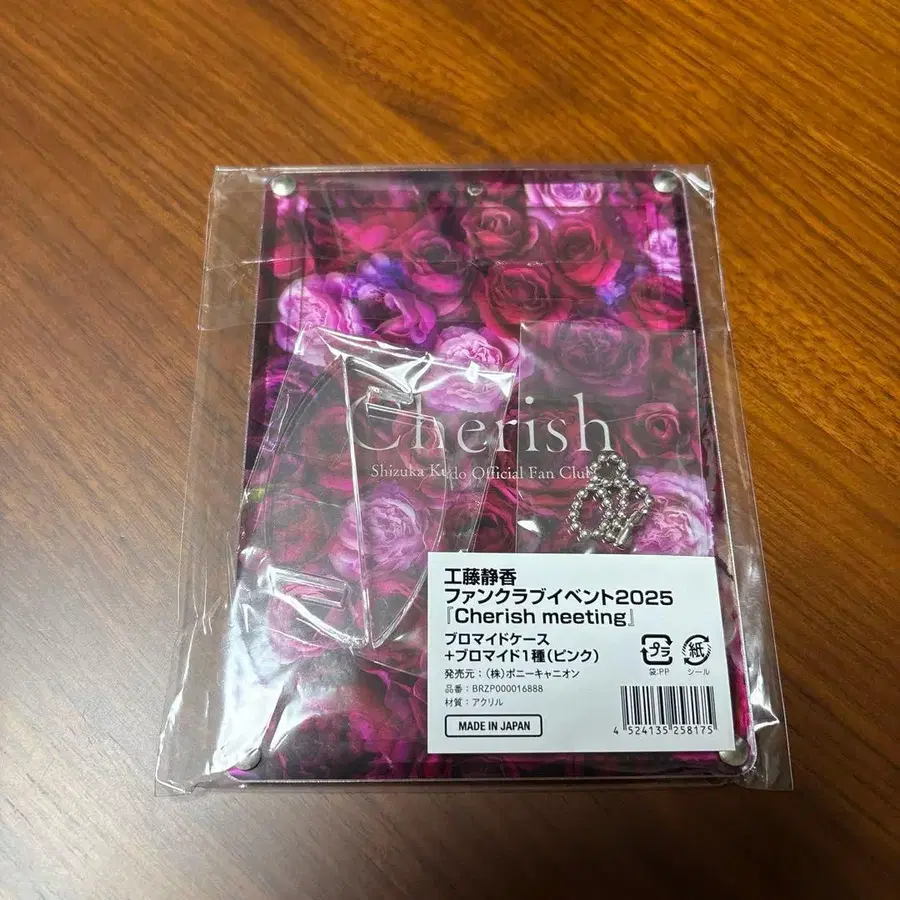 Cherish
Shizuka Kudo Official Fan Club
工藤静香
ファンクラブイベント2025
『Cherish meeting』
ブロマイドケース
+ブロマイド1種(ピンク)
発売元:(株)ポニーキャニオン
品番:BRZP000016888
材質:アクリル
MADE IN JAPAN
プラ
袋:PP
紙
シール
4 524135 258175